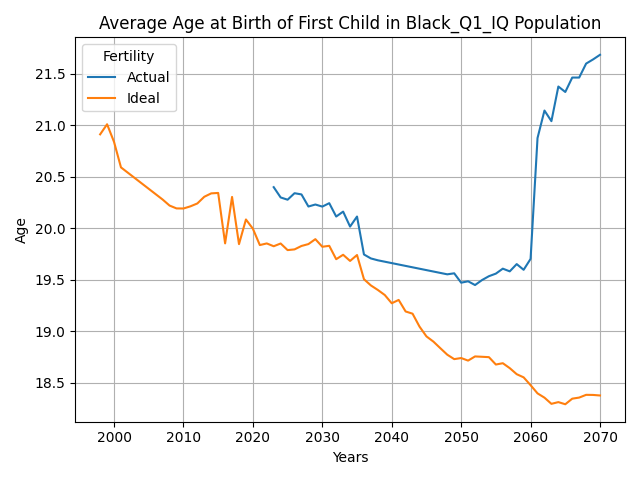 Average Age at Birth of First Child in Black_Q1_IQ Population
Fertility
Actual
Ideal
Age
21.5
21.0
20.5
20.0
19.5
19.0
18.5
2000 2010 2020 2030 2040 2050 2060 2070
Years